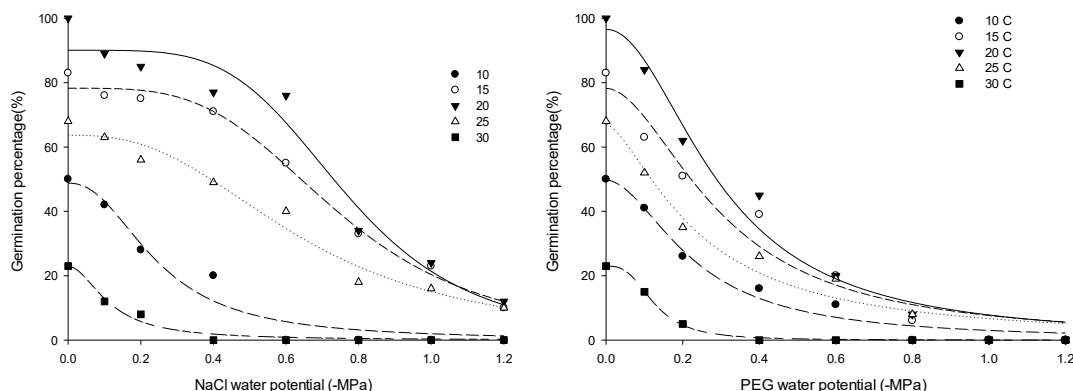 100
80
60
40
20
0
Germination percentage(%)
0.0 0.2 0.4 0.6 0.8 1.0 1.2
NaCl water potential (-MPa)
10
15
20
25
30
100
80
60
40
20
0
Germination percentage(%)
0.0 0.2 0.4 0.6 0.8 1.0 1.2
PEG water potential (-MPa)
10 C
15 C
20 C
25 C
30 C